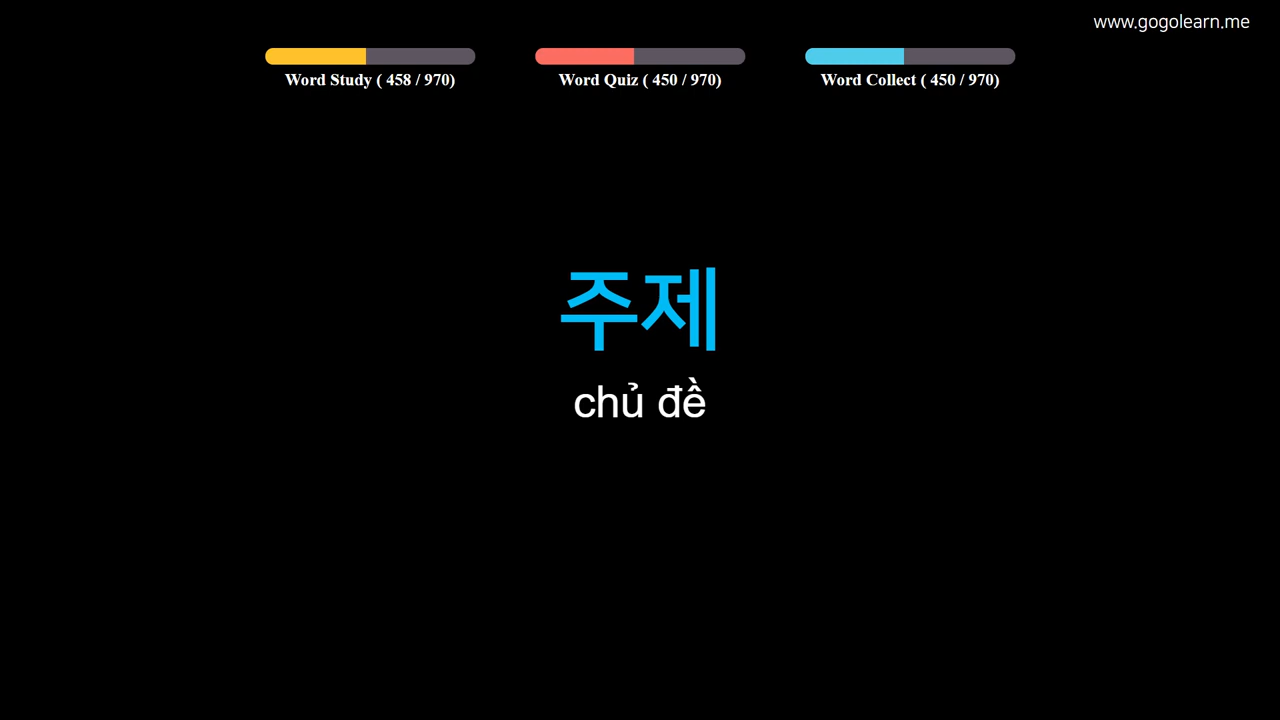 www.gogolearn.me
Word Study ( 458 / 970)
Word Quiz ( 450 / 970)
Word Collect ( 450 / 970)
주제
chủ đề